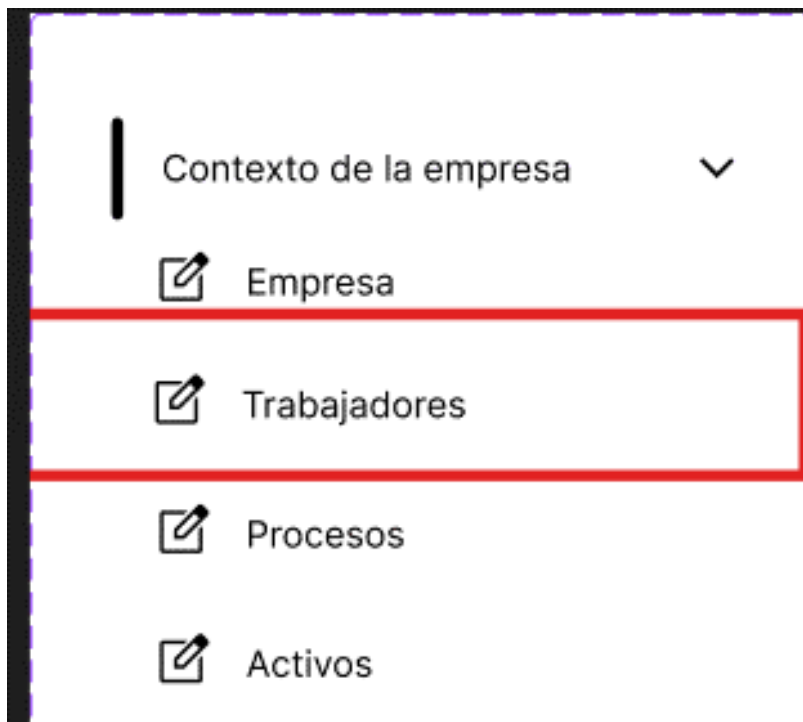 Contexto de la empresa
Empresa
Trabajadores
Procesos
Activos